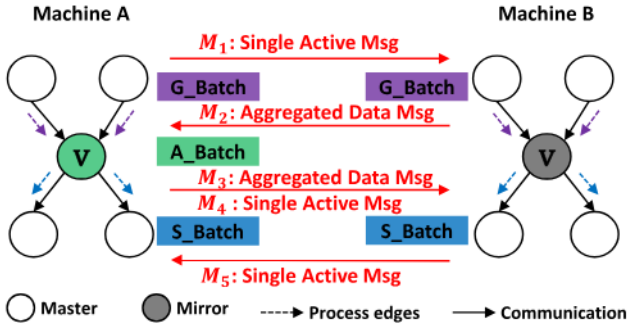 Machine A
Machine B
M₁: Single Active Msg
G_Batch
G_Batch
M₂: Aggregated Data Msg
V
A_Batch
V
M₃: Aggregated Data Msg
M₄: Single Active Msg
S_Batch
S_Batch
M₅: Single Active Msg
Master
Mirror
Process edges
Communication